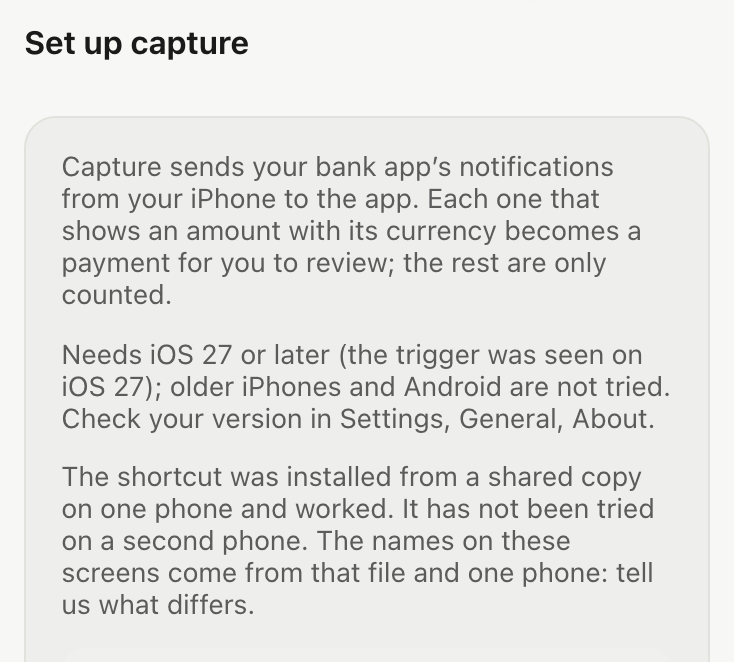 Set up capture
Capture sends your bank app’s notifications
from your iPhone to the app. Each one that
shows an amount with its currency becomes a
payment for you to review; the rest are only
counted.
Needs iOS 27 or later (the trigger was seen on
iOS 27); older iPhones and Android are not tried.
Check your version in Settings, General, About.
The shortcut was installed from a shared copy
on one phone and worked. It has not been tried
on a second phone. The names on these
screens come from that file and one phone: tell
us what differs.